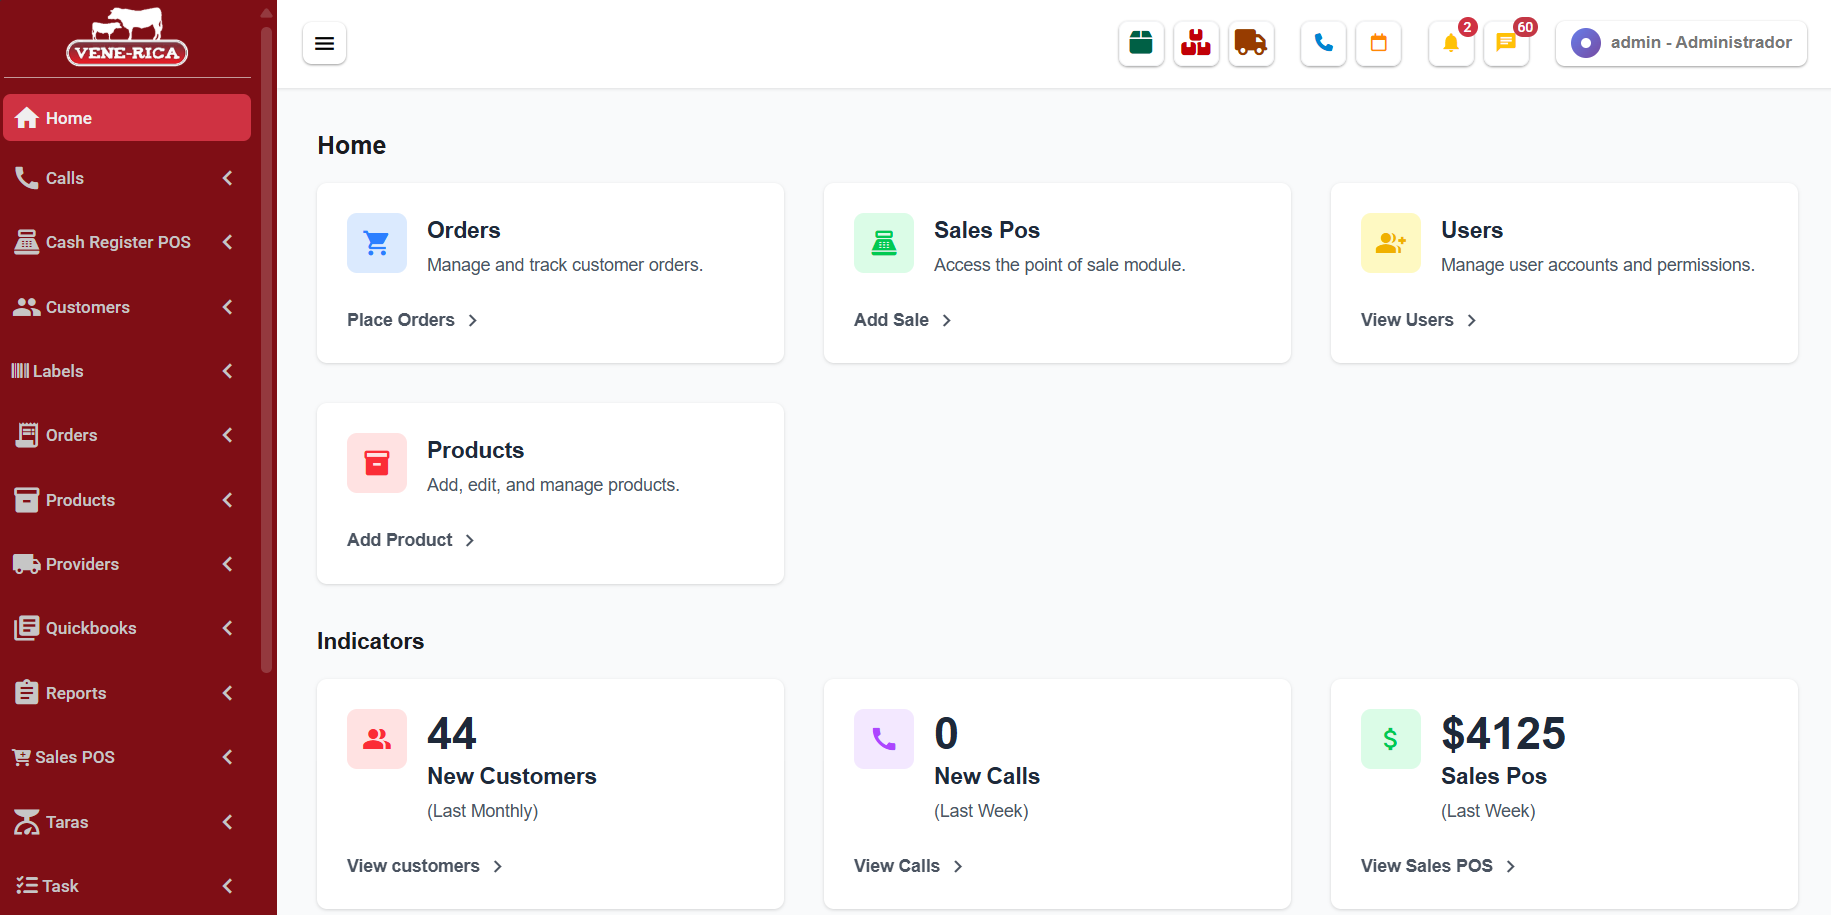 VENE-RICA
Home
Calls
Cash Register POS
Customers
Labels
Orders
Products
Providers
Quickbooks
Reports
Sales POS
Taras
Task
2
60
admin - Administrador
Home
Orders
Manage and track customer orders.
Place Orders
Sales Pos
Access the point of sale module.
Add Sale
Users
Manage user accounts and permissions.
View Users
Products
Add, edit, and manage products.
Add Product
Indicators
44
New Customers
(Last Monthly)
View customers
0
New Calls
(Last Week)
View Calls
$4125
Sales Pos
(Last Week)
View Sales POS